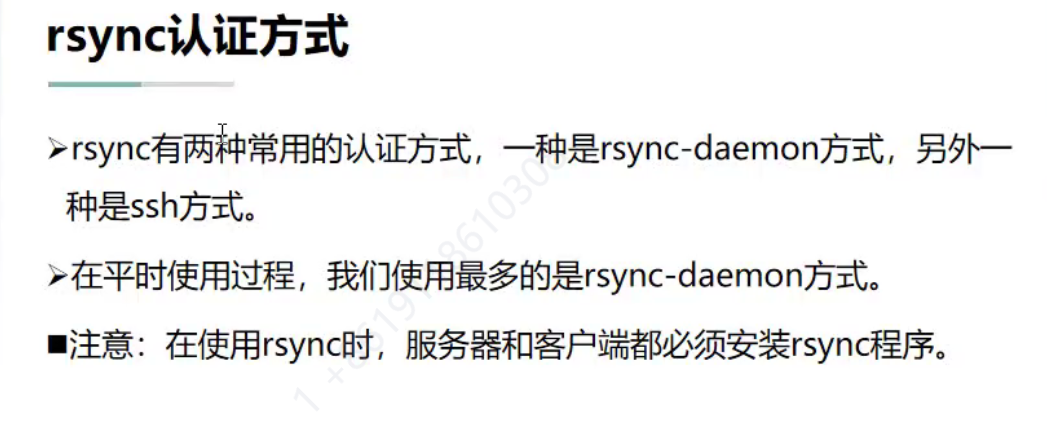 rsync认证方式
➢rsync有两种常用的认证方式，一种是rsync-daemon方式，另外一
种是ssh方式。
➢在平时使用过程，我们使用最多的是rsync-daemon方式。
■注意：在使用rsync时，服务器和客户端都必须安装rsync程序。